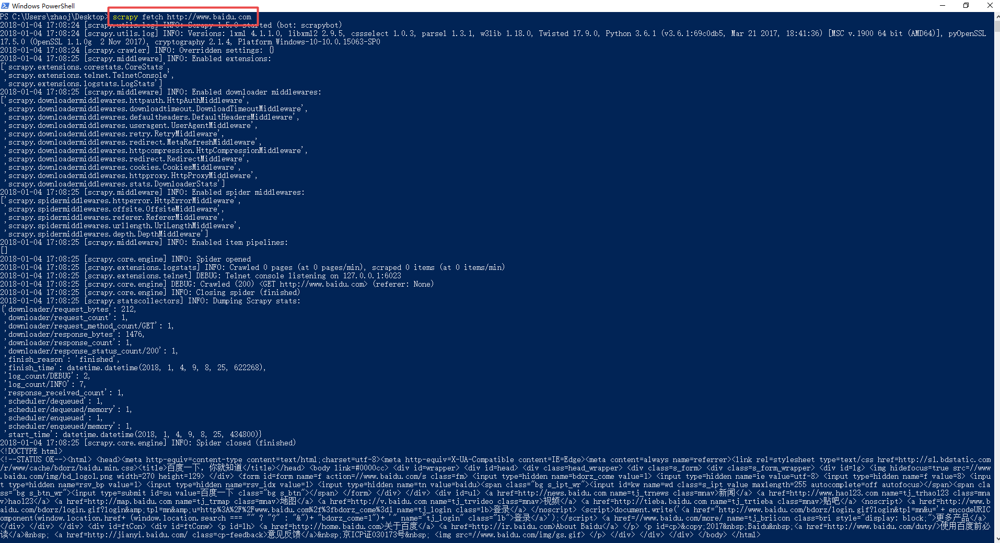 Windows PowerShell
PS C:\Users\zhaoj\Desktop> scrapy fetch http://www.baidu.com
2018-01-04 17:08:24 [scrapy.utils.log] INFO: Scrapy 1.5.0 started (bot: scrapybot)
2018-01-04 17:08:24 [scrapy.utils.log] INFO: Versions: lxml 4.1.1.0, libxml2 2.9.5, cssselect 1.0.3, parsel 1.3.1, w3lib 1.18.0, Twisted 17.9.0, Python 3.6.1 (v3.6.1:69c0db5, Mar 21 2017, 18:41:36) [MSC v.1900 64 bit (AMD64)], pyOpenSSL
17.5.0 (OpenSSL 1.1.0g  2 Nov 2017), cryptography 2.1.4, Platform Windows-10-10.0.15063-SP0
2018-01-04 17:08:24 [scrapy.crawler] INFO: Overridden settings: {}
2018-01-04 17:08:25 [scrapy.middleware] INFO: Enabled extensions:
['scrapy.extensions.corestats.CoreStats',
 'scrapy.extensions.telnet.TelnetConsole',
 'scrapy.extensions.logstats.LogStats']
2018-01-04 17:08:25 [scrapy.middleware] INFO: Enabled downloader middlewares:
['scrapy.downloadermiddlewares.httpauth.HttpAuthMiddleware',
 'scrapy.downloadermiddlewares.downloadtimeout.DownloadTimeoutMiddleware',
 'scrapy.downloadermiddlewares.defaultheaders.DefaultHeadersMiddleware',
 'scrapy.downloadermiddlewares.useragent.UserAgentMiddleware',
 'scrapy.downloadermiddlewares.retry.RetryMiddleware',
 'scrapy.downloadermiddlewares.redirect.MetaRefreshMiddleware',
 'scrapy.downloadermiddlewares.httpcompression.HttpCompressionMiddleware',
 'scrapy.downloadermiddlewares.redirect.RedirectMiddleware',
 'scrapy.downloadermiddlewares.cookies.CookiesMiddleware',
 'scrapy.downloadermiddlewares.httpproxy.HttpProxyMiddleware',
 'scrapy.downloadermiddlewares.stats.DownloaderStats']
2018-01-04 17:08:25 [scrapy.middleware] INFO: Enabled spider middlewares:
['scrapy.spidermiddlewares.httperror.HttpErrorMiddleware',
 'scrapy.spidermiddlewares.offsite.OffsiteMiddleware',
 'scrapy.spidermiddlewares.referer.RefererMiddleware',
 'scrapy.spidermiddlewares.urllength.UrlLengthMiddleware',
 'scrapy.spidermiddlewares.depth.DepthMiddleware']
2018-01-04 17:08:25 [scrapy.middleware] INFO: Enabled item pipelines:
[]
2018-01-04 17:08:25 [scrapy.core.engine] INFO: Spider opened
2018-01-04 17:08:25 [scrapy.extensions.logstats] INFO: Crawled 0 pages (at 0 pages/min), scraped 0 items (at 0 items/min)
2018-01-04 17:08:25 [scrapy.extensions.telnet] DEBUG: Telnet console listening on 127.0.0.1:6023
2018-01-04 17:08:25 [scrapy.core.engine] DEBUG: Crawled (200) <GET http://www.baidu.com> (referer: None)
2018-01-04 17:08:25 [scrapy.core.engine] INFO: Closing spider (finished)
2018-01-04 17:08:25 [scrapy.statscollectors] INFO: Dumping Scrapy stats:
{'downloader/request_bytes': 212,
 'downloader/request_count': 1,
 'downloader/request_method_count/GET': 1,
 'downloader/response_bytes': 1476,
 'downloader/response_count': 1,
 'downloader/response_status_count/200': 1,
 'finish_reason': 'finished',
 'finish_time': datetime.datetime(2018, 1, 4, 9, 8, 25, 622268),
 'log_count/DEBUG': 2,
 'log_count/INFO': 7,
 'response_received_count': 1,
 'scheduler/dequeued': 1,
 'scheduler/dequeued/memory': 1,
 'scheduler/enqueued': 1,
 'scheduler/enqueued/memory': 1,
 'start_time': datetime.datetime(2018, 1, 4, 9, 8, 25, 434800)}
2018-01-04 17:08:25 [scrapy.core.engine] INFO: Spider closed (finished)
<!DOCTYPE html>
<!--STATUS OK--><html> <head><meta http-equiv=content-type content=text/html;charset=utf-8><meta http-equiv=X-UA-Compatible content=IE=Edge><meta content=always name=referrer><link rel=stylesheet type=text/css href=http://s1.bdstatic.com
/r/www/cache/bdorz/baidu.min.css><title>百度一下，你就知道</title></head> <body link=#0000cc> <div id=wrapper> <div id=head> <div class=head_wrapper> <div class=s_form> <div class=s_form_wrapper> <div id=lg> <img hidefocus=true src=//www
.baidu.com/img/bd_logo1.png width=270 height=129> </div> <form id=form name=f action=//www.baidu.com/s class=fm> <input type=hidden name=bdorz_come value=1> <input type=hidden name=ie value=utf-8> <input type=hidden name=f value=8> <inpu
t type=hidden name=rsv_bp value=1> <input type=hidden name=rsv_idx value=1> <input type=hidden name=tn value=baidu><span class="bg s_ipt_wr"><input id=kw name=wd class=s_ipt value maxlength=255 autocomplete=off autofocus></span><span cla
ss="bg s_btn_wr"><input type=submit id=su value=百度一下 class="bg s_btn"></span> </form> </div> </div> <div id=u1> <a href=http://news.baidu.com name=tj_trnews class=mnav>新闻</a> <a href=http://www.hao123.com name=tj_trhao123 class=mna
v>hao123</a> <a href=http://map.baidu.com name=tj_trmap class=mnav>地图</a> <a href=http://v.baidu.com name=tj_trvideo class=mnav>视频</a> <a href=http://tieba.baidu.com name=tj_trtieba class=mnav>贴吧</a> <noscript> <a href=http://www.b
aidu.com/bdorz/login.gif?login&amp;tpl=mn&amp;u=http%3A%2F%2Fwww.baidu.com%2f%3fbdorz_come%3d1 name=tj_login class=lb>登录</a> </noscript> <script>document.write('<a href="http://www.baidu.com/bdorz/login.gif?login&tpl=mn&u='+ encodeURIC
omponent(window.location.href+ (window.location.search === "" ? "?" : "&")+ "bdorz_come=1")+ '" name="tj_login" class="lb">登录</a>');</script> <a href=//www.baidu.com/more/ name=tj_briicon class=bri style="display: block;">更多产品</a>
</div> </div> </div> <div id=ftCon> <div id=ftConw> <p id=lh> <a href=http://home.baidu.com>关于百度</a> <a href=http://ir.baidu.com>About Baidu</a> </p> <p id=cp>&copy;2017&nbsp;Baidu&nbsp;<a href=http://www.baidu.com/duty/>使用百度前必
读</a>&nbsp; <a href=http://jianyi.baidu.com/ class=cp-feedback>意见反馈</a>&nbsp;京ICP证030173号&nbsp; <img src=//www.baidu.com/img/gs.gif> </p> </div> </div> </div> </body> </html>